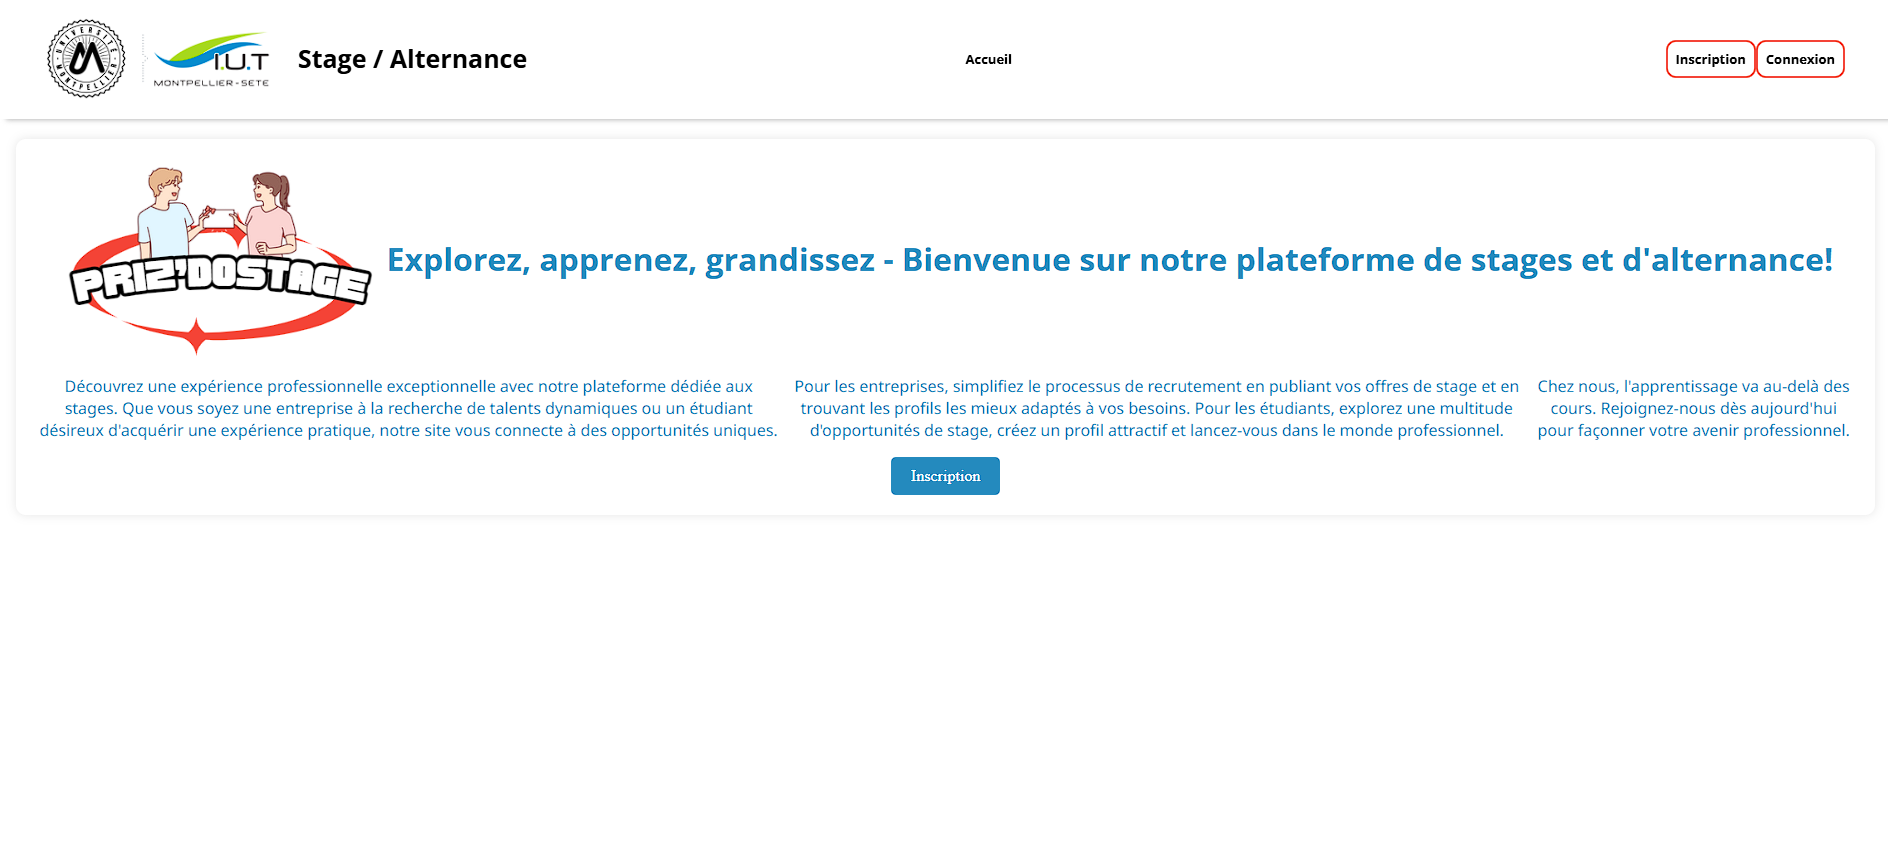 UNIVERSITÉ
MONTPELLIER
I.U.T
MONTPELLIER-SÈTE
Stage / Alternance
Accueil
Inscription
Connexion
PRIZ'DOSTAGE
Explorez, apprenez, grandissez - Bienvenue sur notre plateforme de stages et d'alternance!
Découvrez une expérience professionnelle exceptionnelle avec notre plateforme dédiée aux
stages. Que vous soyez une entreprise à la recherche de talents dynamiques ou un étudiant
désireux d'acquérir une expérience pratique, notre site vous connecte à des opportunités uniques.
Pour les entreprises, simplifiez le processus de recrutement en publiant vos offres de stage et en
trouvant les profils les mieux adaptés à vos besoins. Pour les étudiants, explorez une multitude
d'opportunités de stage, créez un profil attractif et lancez-vous dans le monde professionnel.
Chez nous, l'apprentissage va au-delà des
cours. Rejoignez-nous dès aujourd'hui
pour façonner votre avenir professionnel.
Inscription